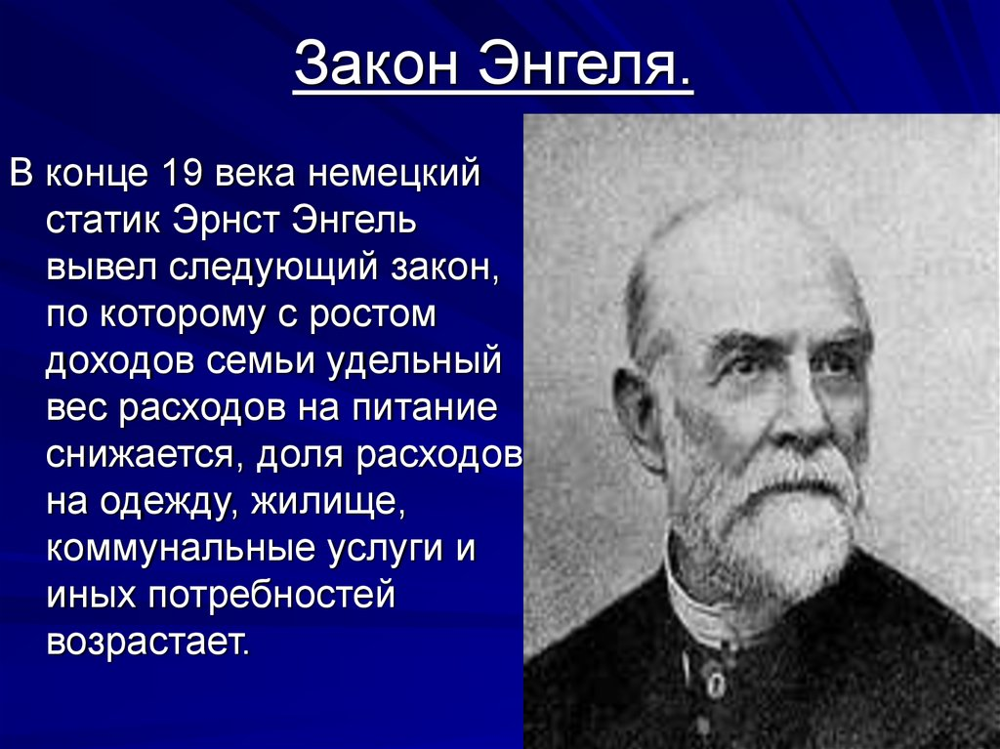 Закон Энгеля.
В конце 19 века немецкий
статик Эрнст Энгель
вывел следующий закон,
по которому с ростом
доходов семьи удельный
вес расходов на питание
снижается, доля расходов
на одежду, жилище,
коммунальные услуги и
иных потребностей
возрастает.